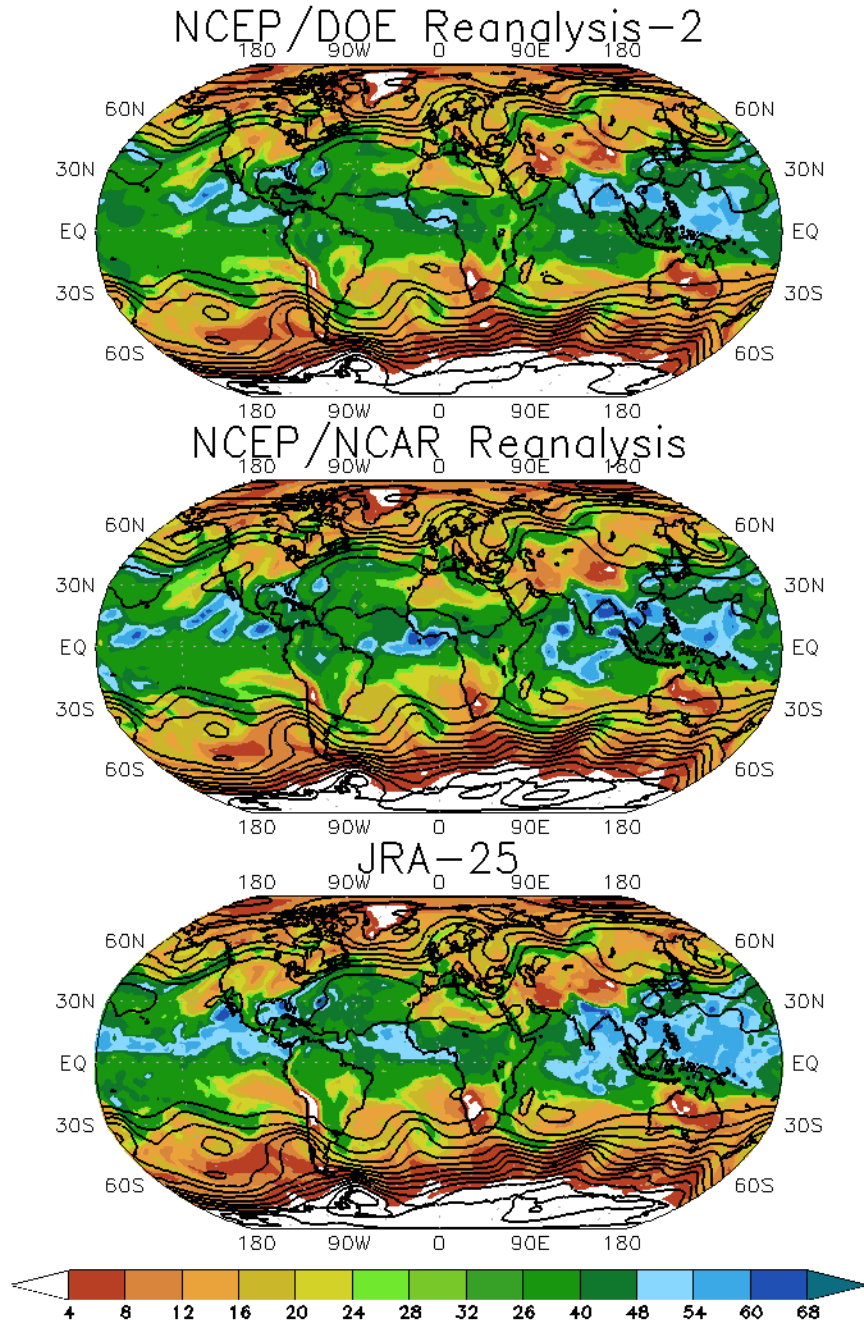 NCEP/DOE Reanalysis-2
180 90W 0 90E 180
60N 60N
30N 30N
EQ EQ
30S 30S
60S 60S
180 90W 0 90E 180
NCEP/NCAR Reanalysis
180 90W 0 90E 180
60N 60N
30N 30N
EQ EQ
30S 30S
60S 60S
180 90W 0 90E 180
JRA-25
180 90W 0 90E 180
60N 60N
30N 30N
EQ EQ
30S 30S
60S 60S
180 90W 0 90E 180
4 8 12 16 20 24 28 32 26 40 48 54 60 68